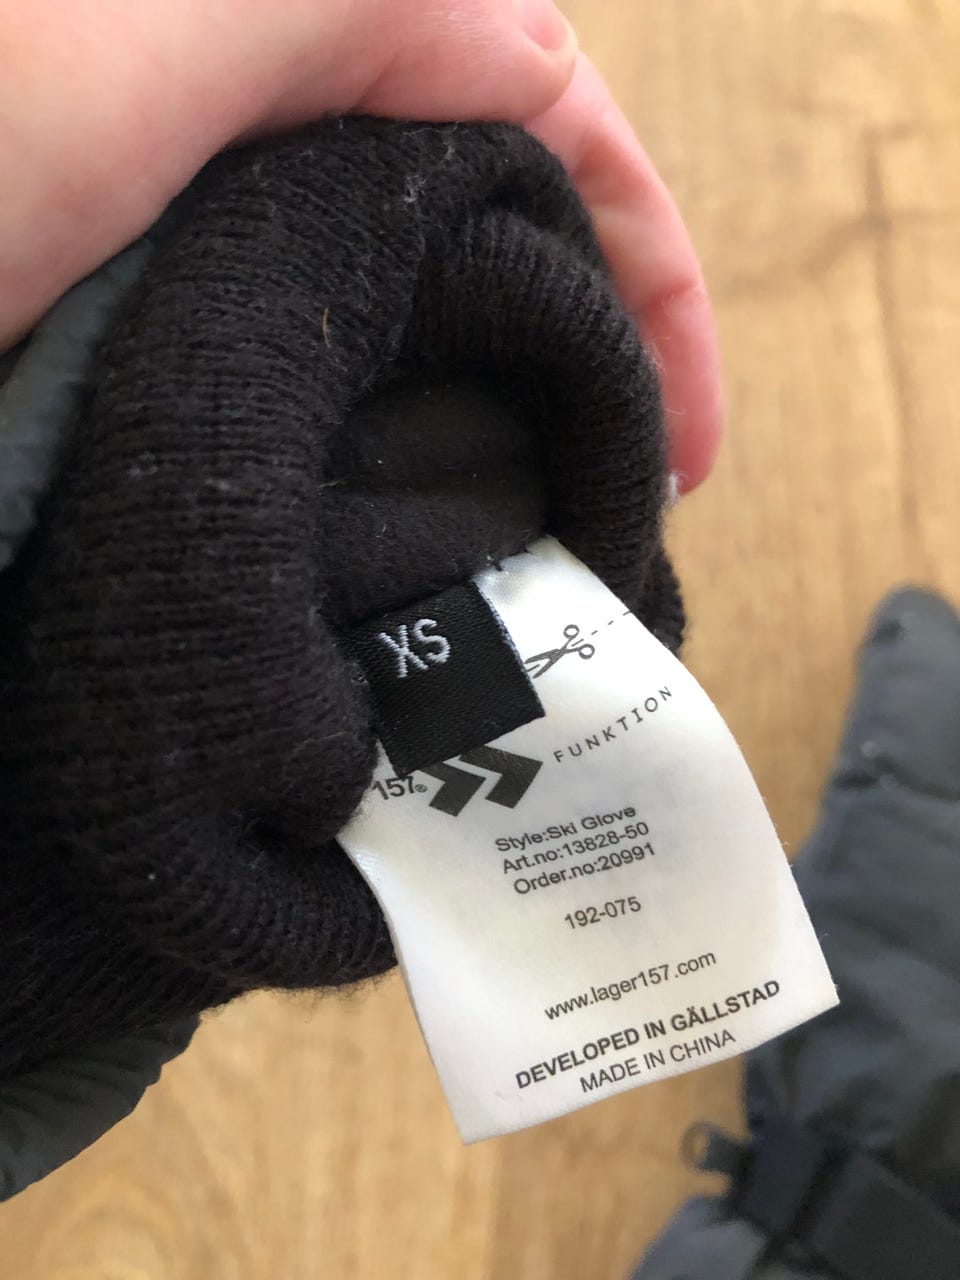 XS
157®
FUNKTION
Style:Ski Glove
Art.no:13828-50
Order.no:20991
192-075
www.lager157.com
DEVELOPED IN GÄLLSTAD
MADE IN CHINA